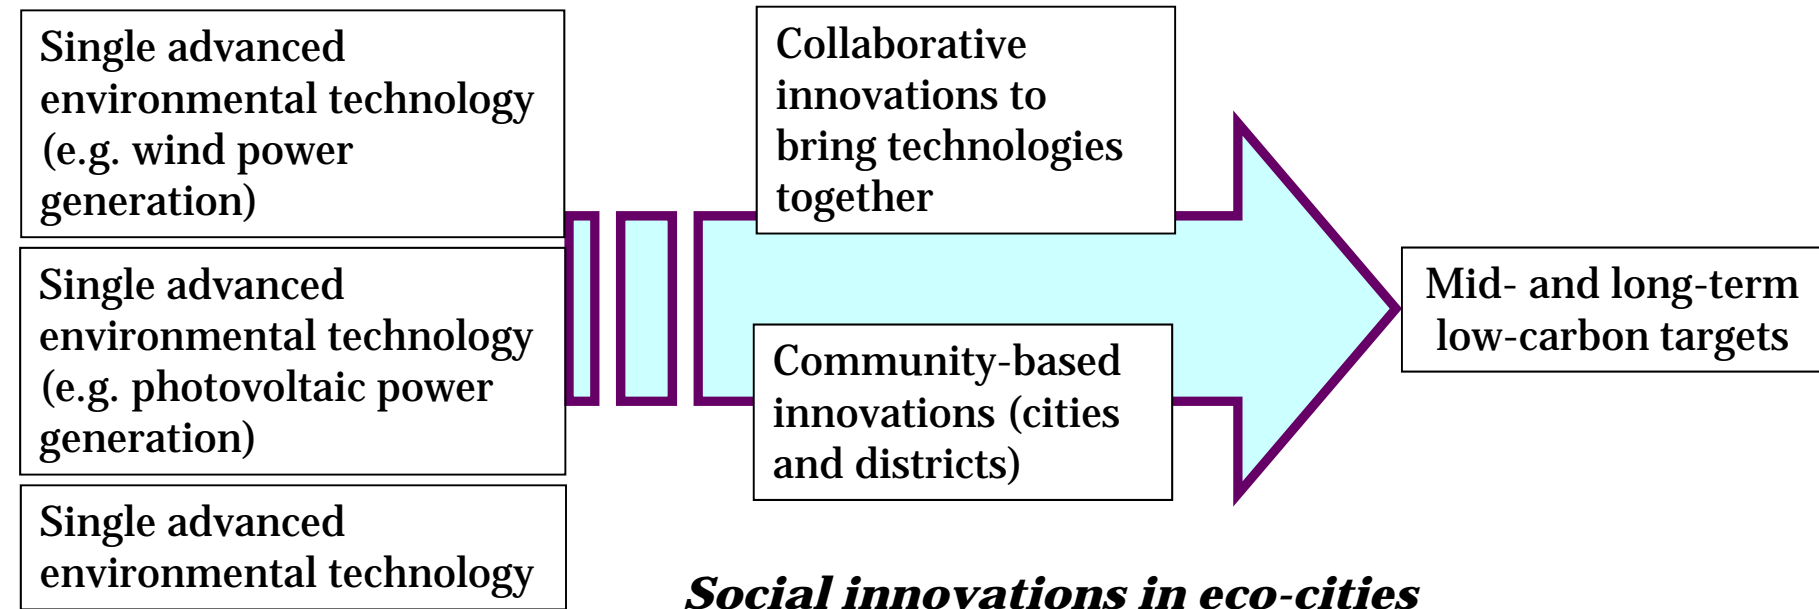 Single advanced
environmental technology
(e.g. wind power
generation)
Single advanced
environmental technology
(e.g. photovoltaic power
generation)
Single advanced
environmental technology
Collaborative
innovations to
bring technologies
together
Community-based
innovations (cities
and districts)
Mid- and long-term
low-carbon targets
Social innovations in eco-cities